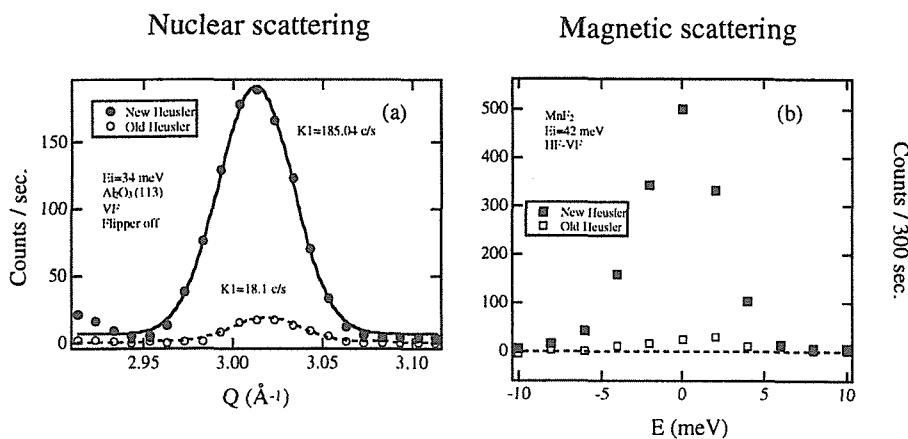 Nuclear scattering
Magnetic scattering
New Heusler
Old Heusler
(a)
K1=185.04 c/s
Ei=34 meV
Al₂O₃ (113)
VF
Flipper off
K1=18.1 c/s
Counts / sec.
150
100
50
0
2.95
3.00
3.05
3.10
Q (Å⁻¹)
(b)
MnF₂
Ei=42 meV
HF-VF
New Heusler
Old Heusler
500
400
300
200
100
0
-10
-5
0
5
10
E (meV)
Counts / 300 sec.